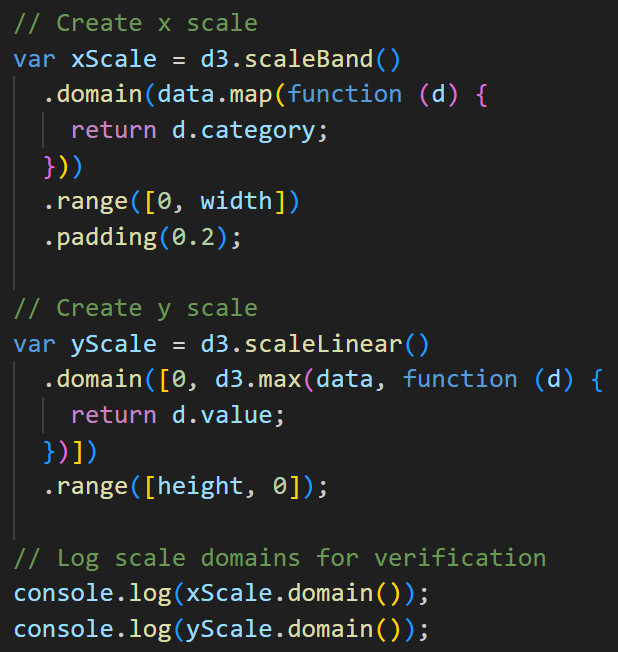 // Create x scale
var xScale = d3.scaleBand()
  .domain(data.map(function (d) {
    return d.category;
  }))
  .range([0, width])
  .padding(0.2);

// Create y scale
var yScale = d3.scaleLinear()
  .domain([0, d3.max(data, function (d) {
    return d.value;
  })])
  .range([height, 0]);

// Log scale domains for verification
console.log(xScale.domain());
console.log(yScale.domain());